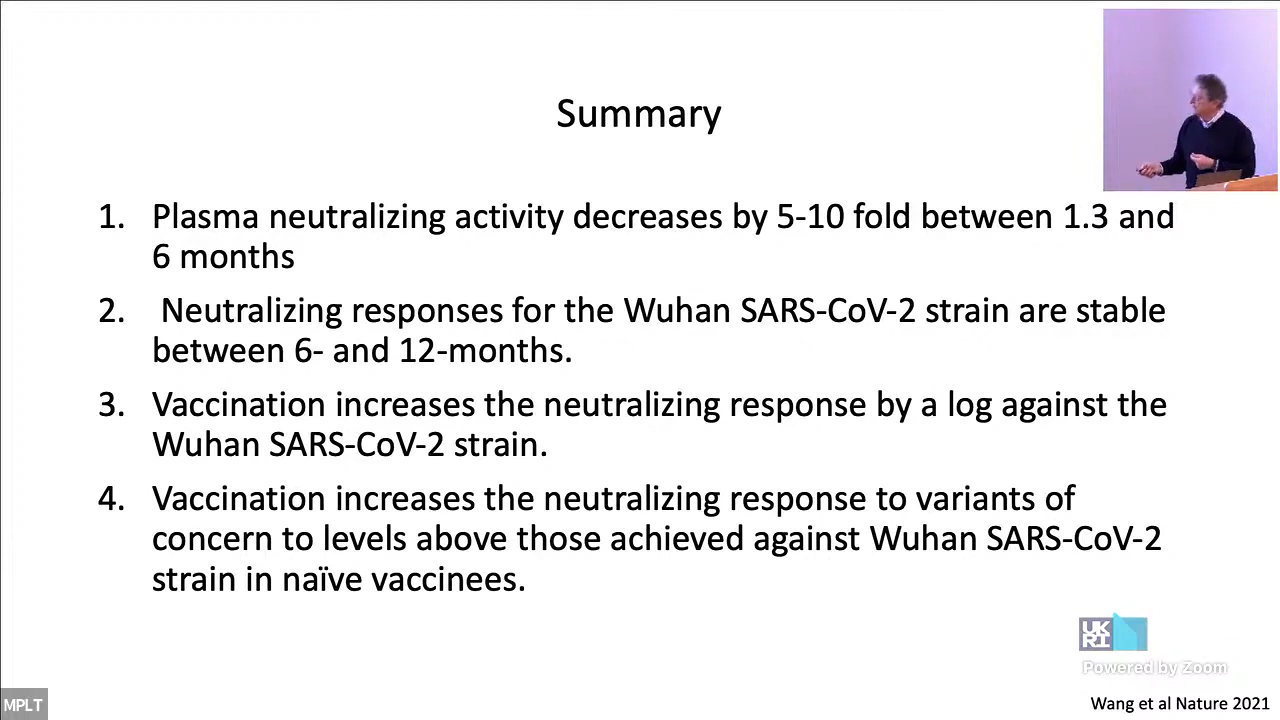 Summary
1. Plasma neutralizing activity decreases by 5-10 fold between 1.3 and
6 months
2. Neutralizing responses for the Wuhan SARS-CoV-2 strain are stable
between 6- and 12-months.
3. Vaccination increases the neutralizing response by a log against the
Wuhan SARS-CoV-2 strain.
4. Vaccination increases the neutralizing response to variants of
concern to levels above those achieved against Wuhan SARS-CoV-2
strain in naïve vaccinees.
UK
RI
Powered by Zoom
MPLT
Wang et al Nature 2021